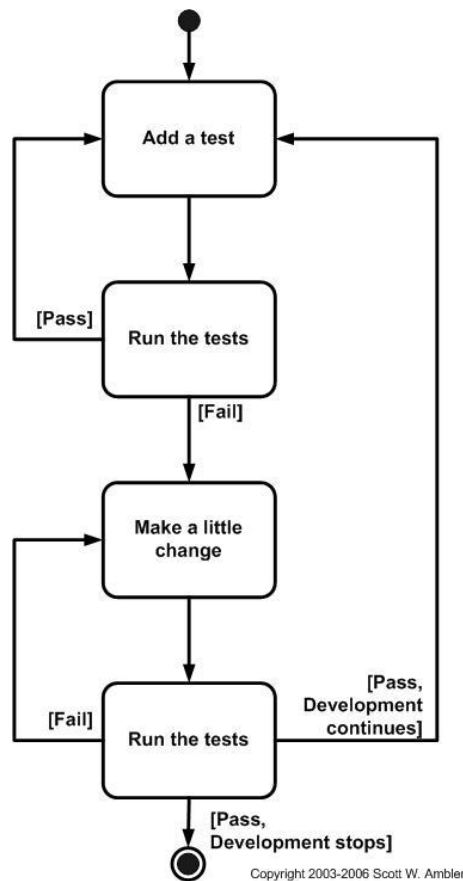 Add a test
[Pass]
Run the tests
[Fail]
Make a little
change
[Pass,
Development
continues]
[Fail]
Run the tests
[Pass,
Development stops]
Copyright 2003-2006 Scott W. Ambler